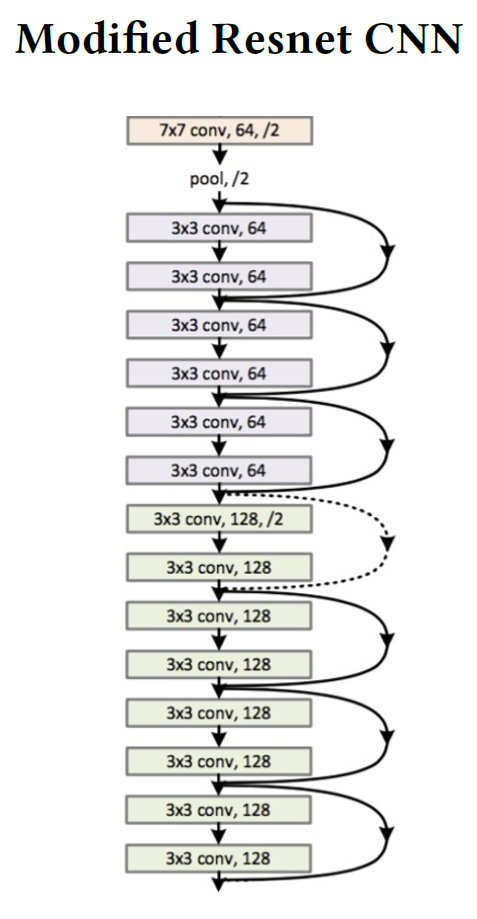 Modified Resnet CNN
7x7 conv, 64, /2
pool, /2
3x3 conv, 64
3x3 conv, 64
3x3 conv, 64
3x3 conv, 64
3x3 conv, 64
3x3 conv, 64
3x3 conv, 128, /2
3x3 conv, 128
3x3 conv, 128
3x3 conv, 128
3x3 conv, 128
3x3 conv, 128
3x3 conv, 128
3x3 conv, 128